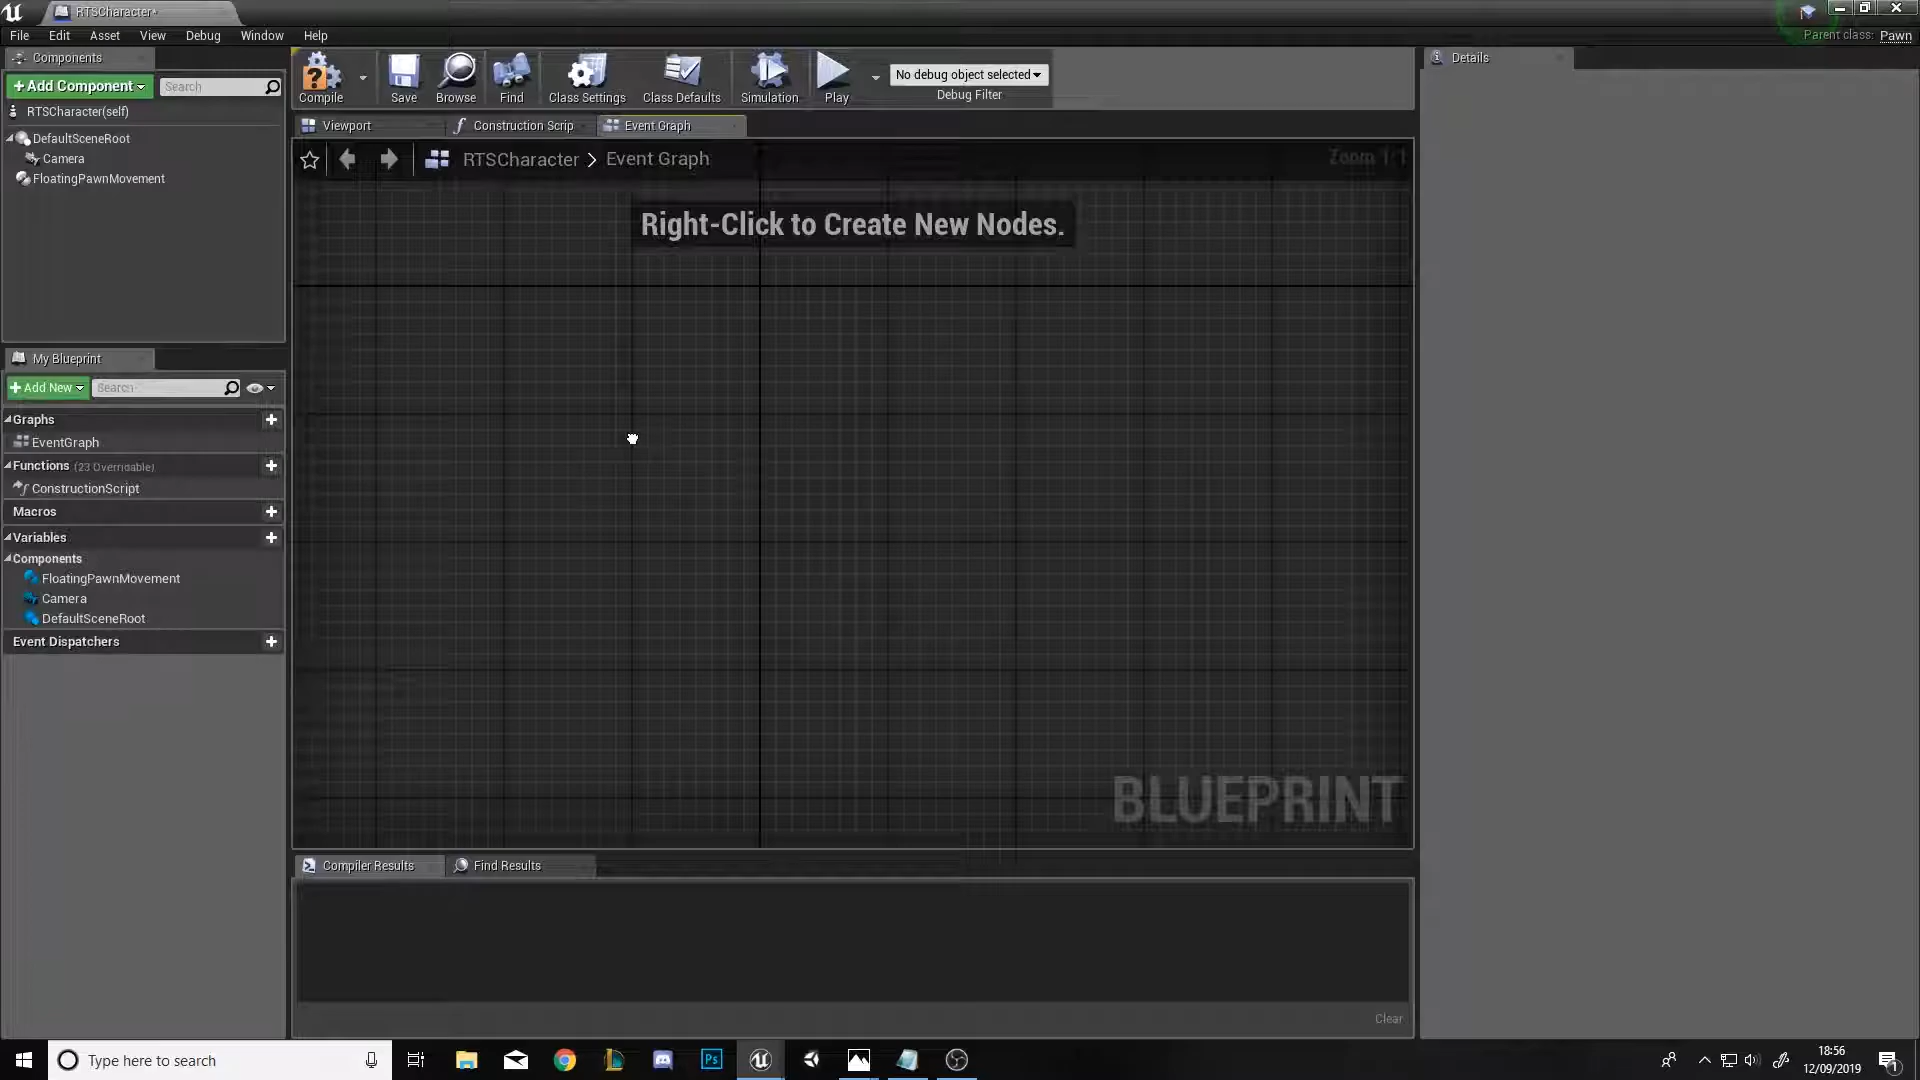 RTSCharacter*
File Edit Asset View Debug Window Help
Parent class: Pawn
Components
+ Add Component
Search
RTSCharacter(self)
DefaultSceneRoot
Camera
FloatingPawnMovement
Compile
Save
Browse
Find
Class Settings
Class Defaults
Simulation
Play
No debug object selected
Debug Filter
Details
Viewport
Construction Scrip
Event Graph
RTSCharacter > Event Graph
Zoom 1:1
Right-Click to Create New Nodes.
BLUEPRINT
My Blueprint
+ Add New
Search
Graphs
EventGraph
Functions (23 Overridable)
ConstructionScript
Macros
Variables
Components
FloatingPawnMovement
Camera
DefaultSceneRoot
Event Dispatchers
Compiler Results
Find Results
Clear
Type here to search
Ps
18:56
12/09/2019
1